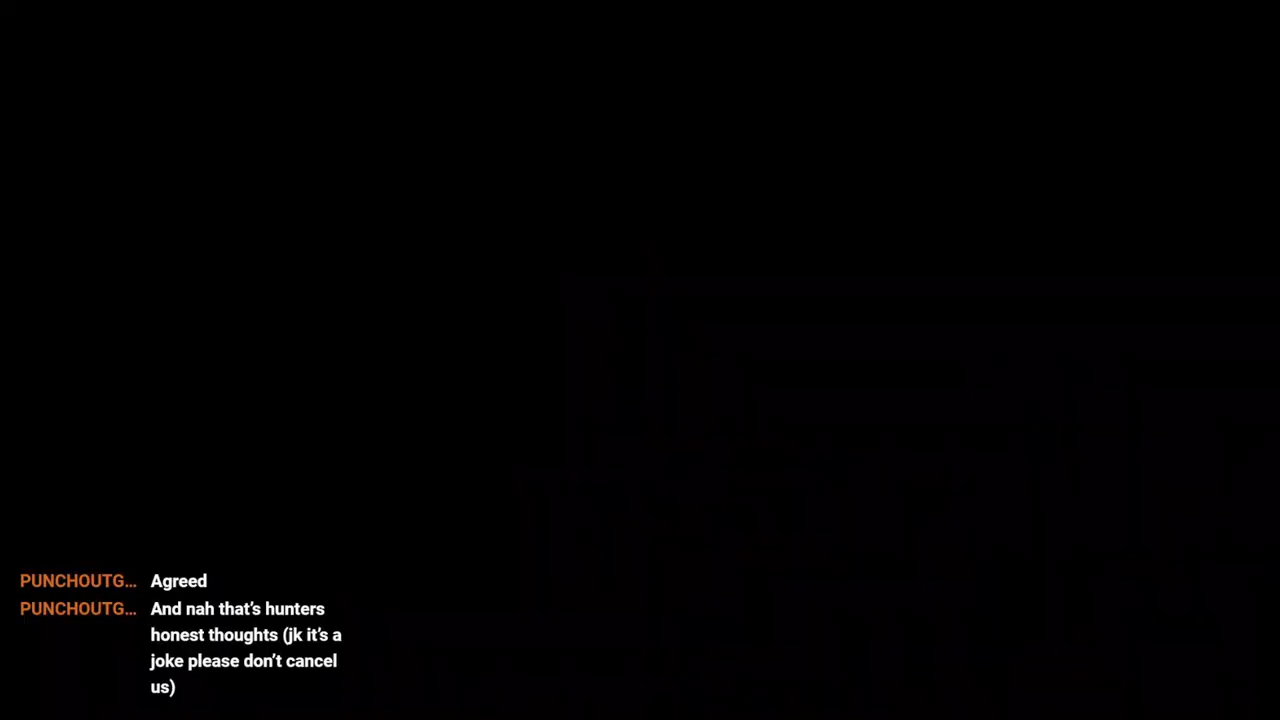 PUNCHOUTG... Agreed
PUNCHOUTG... And nah that's hunters
honest thoughts (jk it's a
joke please don't cancel
us)